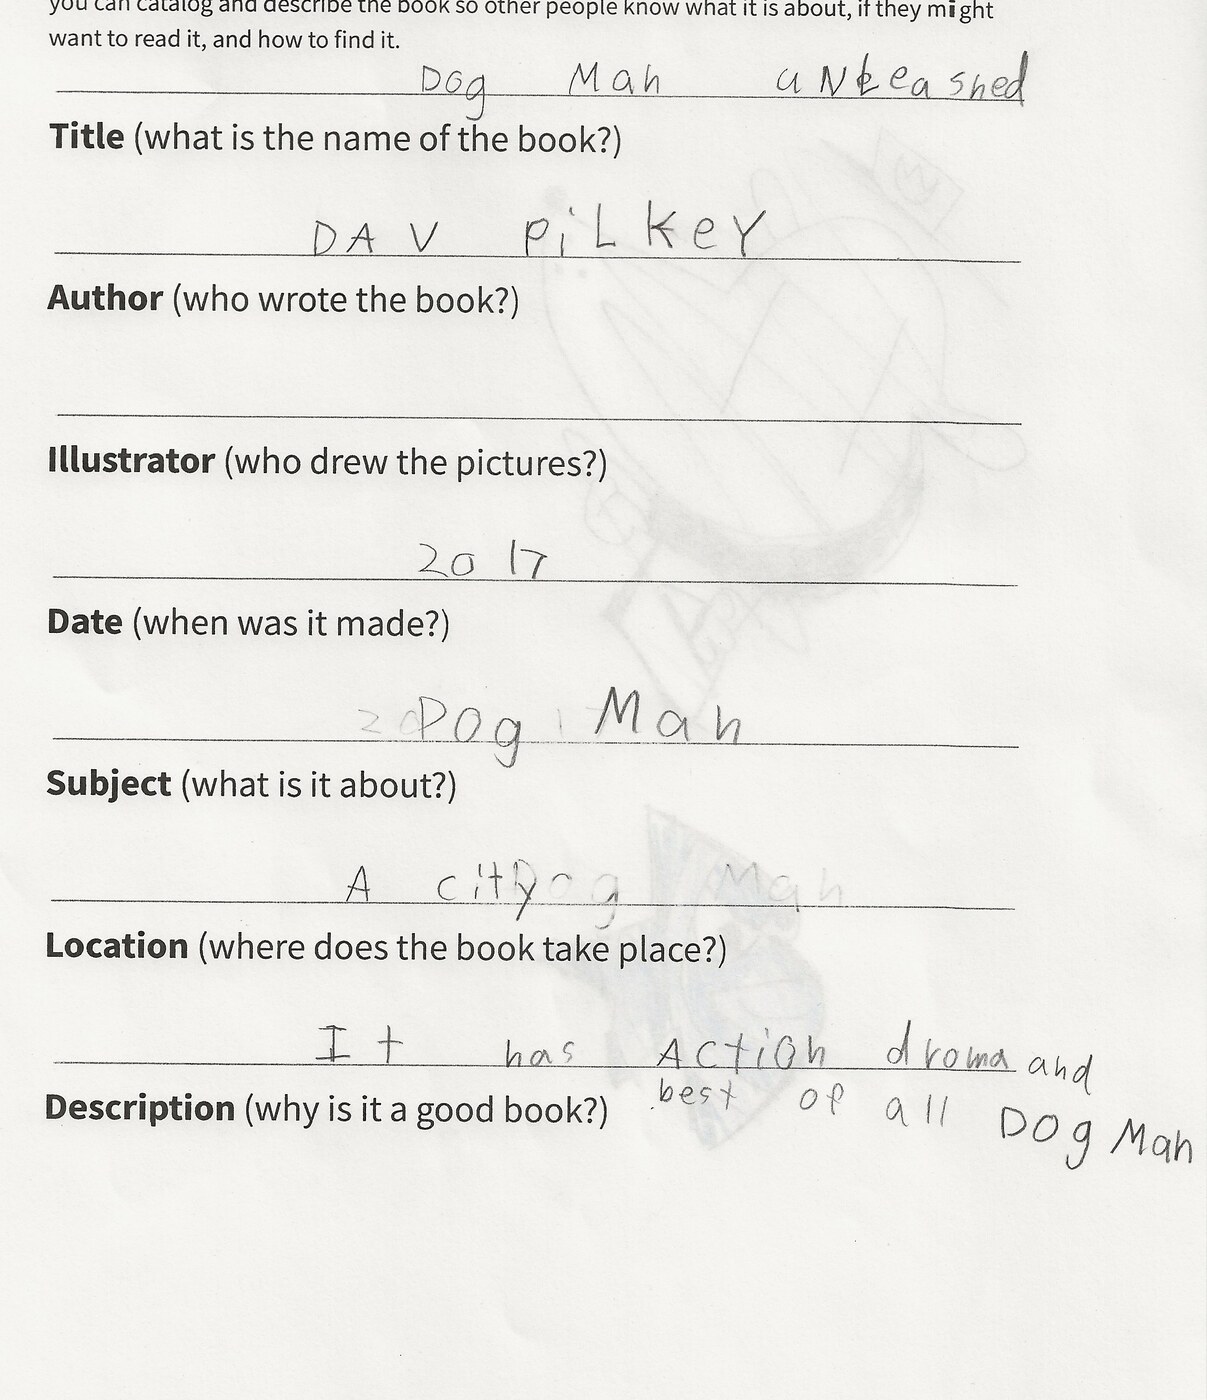 you can catalog and describe the book so other people know what it is about, if they might
want to read it, and how to find it.
Dog Man unleashed
Title (what is the name of the book?)
DAV PiLKeY
Author (who wrote the book?)
Illustrator (who drew the pictures?)
2017
Date (when was it made?)
Dog Man
Subject (what is it about?)
A city
Location (where does the book take place?)
It has Action droma and
Description (why is it a good book?) best of all Dog Man